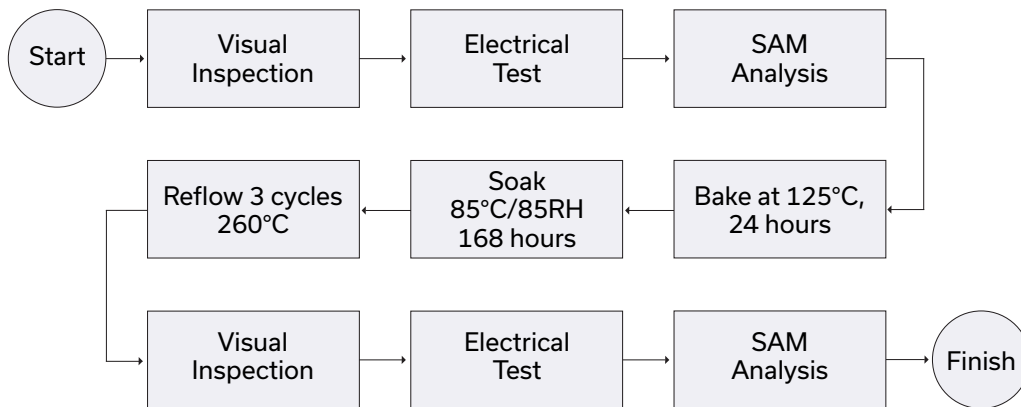 Start
Visual
Inspection
Electrical
Test
SAM
Analysis
Bake at 125°C,
24 hours
Soak
85°C/85RH
168 hours
Reflow 3 cycles
260°C
Visual
Inspection
Electrical
Test
SAM
Analysis
Finish